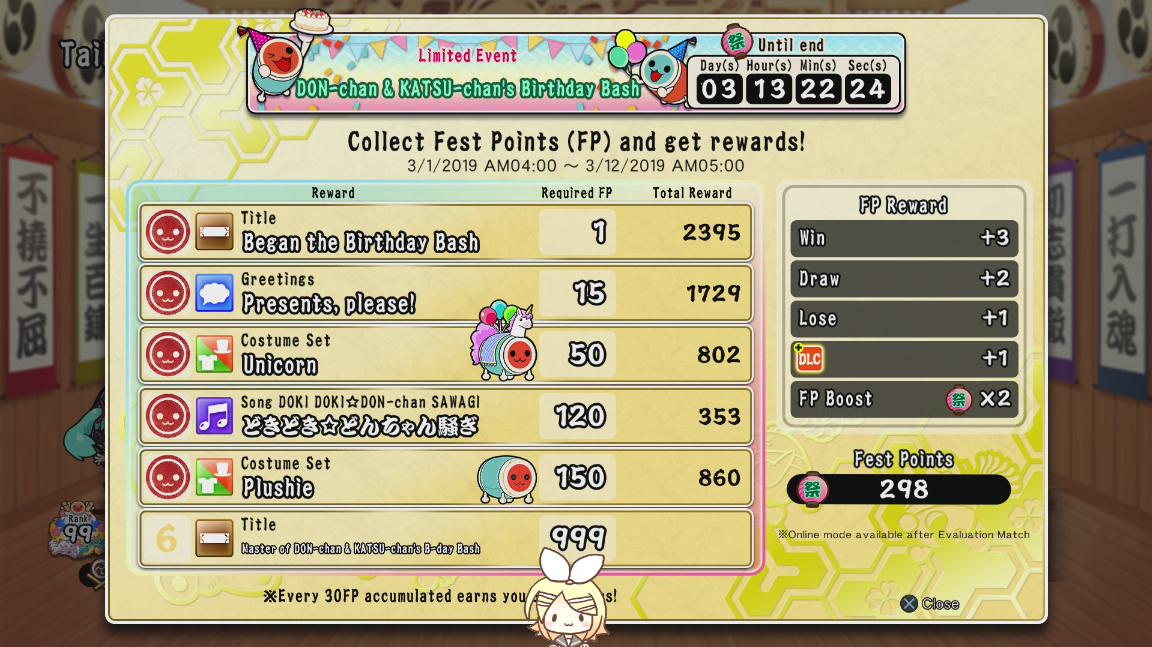 Tai
不撓不屈
一打入魂
Limited Event
DON-chan & KATSU-chan's Birthday Bash
祭 Until end
Day(s) Hour(s) Min(s) Sec(s)
03 13 22 24
Collect Fest Points (FP) and get rewards!
3/1/2019 AM04:00 ～ 3/12/2019 AM05:00
Reward Required FP Total Reward
Title
Began the Birthday Bash 1 2395
Greetings
Presents, please! 15 1729
Costume Set
Unicorn 50 802
Song DOKI DOKI☆DON-chan SAWAGI
どきどき☆どんちゃん騒ぎ 120 353
Costume Set
Plushie 150 860
6 Title
Master of DON-chan & KATSU-chan's B-day Bash 999
※Every 30FP accumulated earns you s!
FP Reward
Win +3
Draw +2
Lose +1
+DLC +1
FP Boost 祭 X2
Fest Points
祭 298
※Online mode available after Evaluation Match
Close
Rank
99